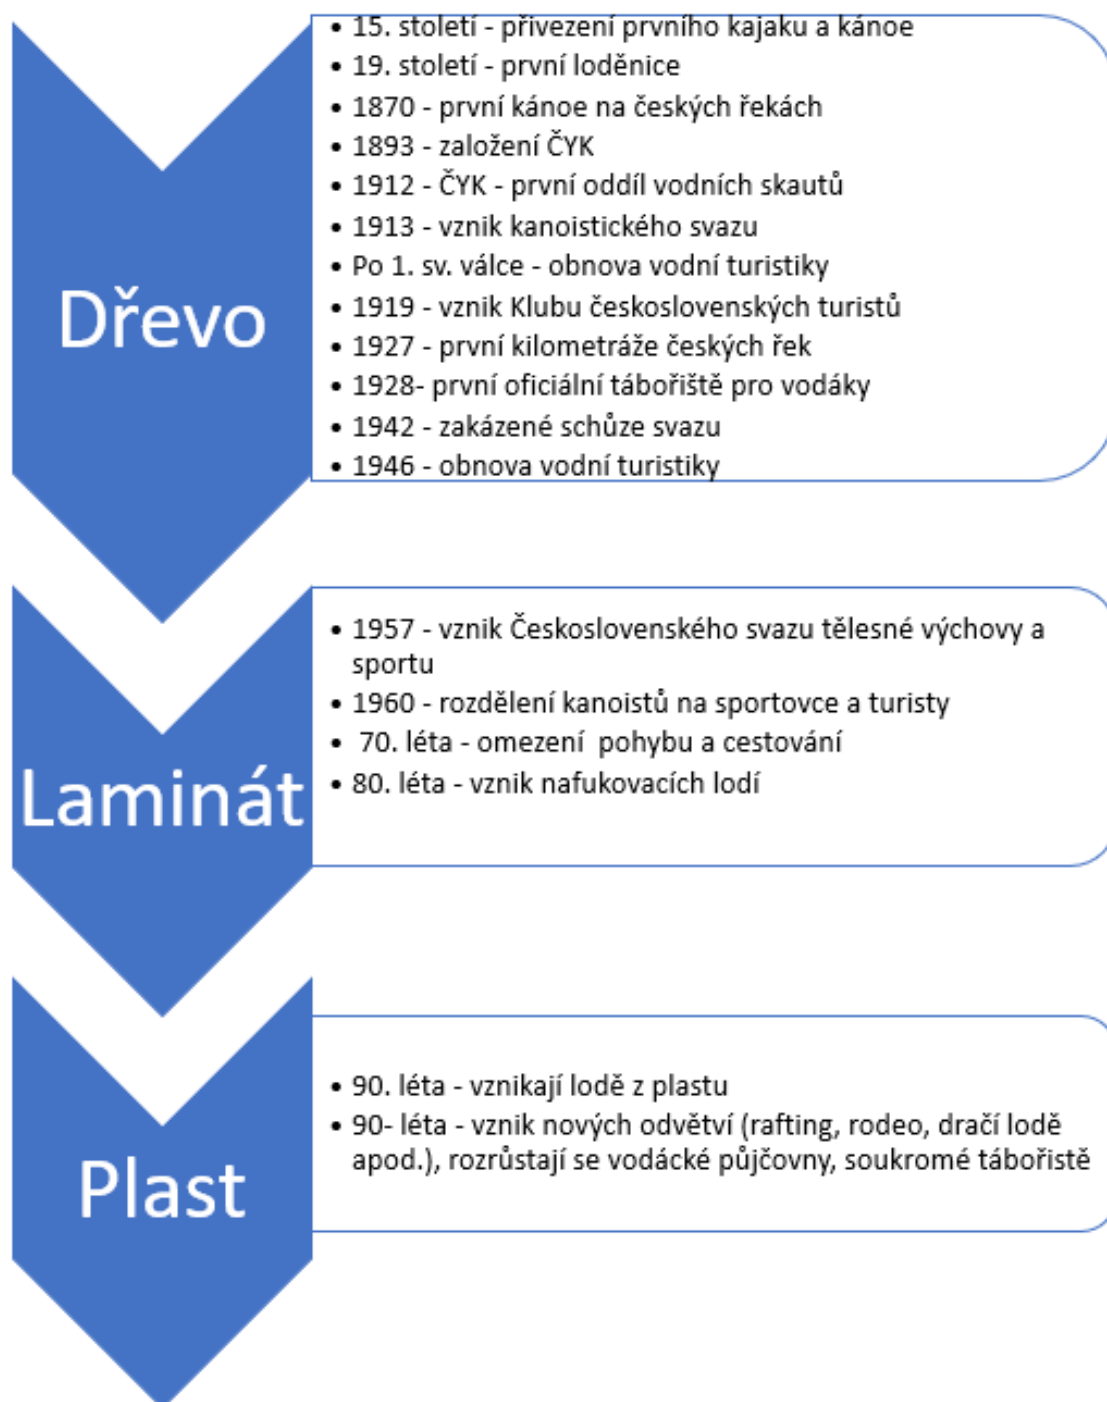 Dřevo
• 15. století - přivezení prvního kajaku a kánoe
• 19. století - první loděnice
• 1870 - první kánoe na českých řekách
• 1893 - založení ČYK
• 1912 - ČYK - první oddíl vodních skautů
• 1913 - vznik kanoistického svazu
• Po 1. sv. válce - obnova vodní turistiky
• 1919 - vznik Klubu československých turistů
• 1927 - první kilometráže českých řek
• 1928- první oficiální tábořiště pro vodáky
• 1942 - zakázené schůze svazu
• 1946 - obnova vodní turistiky
Laminát
• 1957 - vznik Československého svazu tělesné výchovy a
sportu
• 1960 - rozdělení kanoistů na sportovce a turisty
• 70. léta - omezení  pohybu a cestování
• 80. léta - vznik nafukovacích lodí
Plast
• 90. léta - vznikají lodě z plastu
• 90- léta - vznik nových odvětví (rafting, rodeo, dračí lodě
apod.), rozrůstají se vodácké půjčovny, soukromé tábořistě